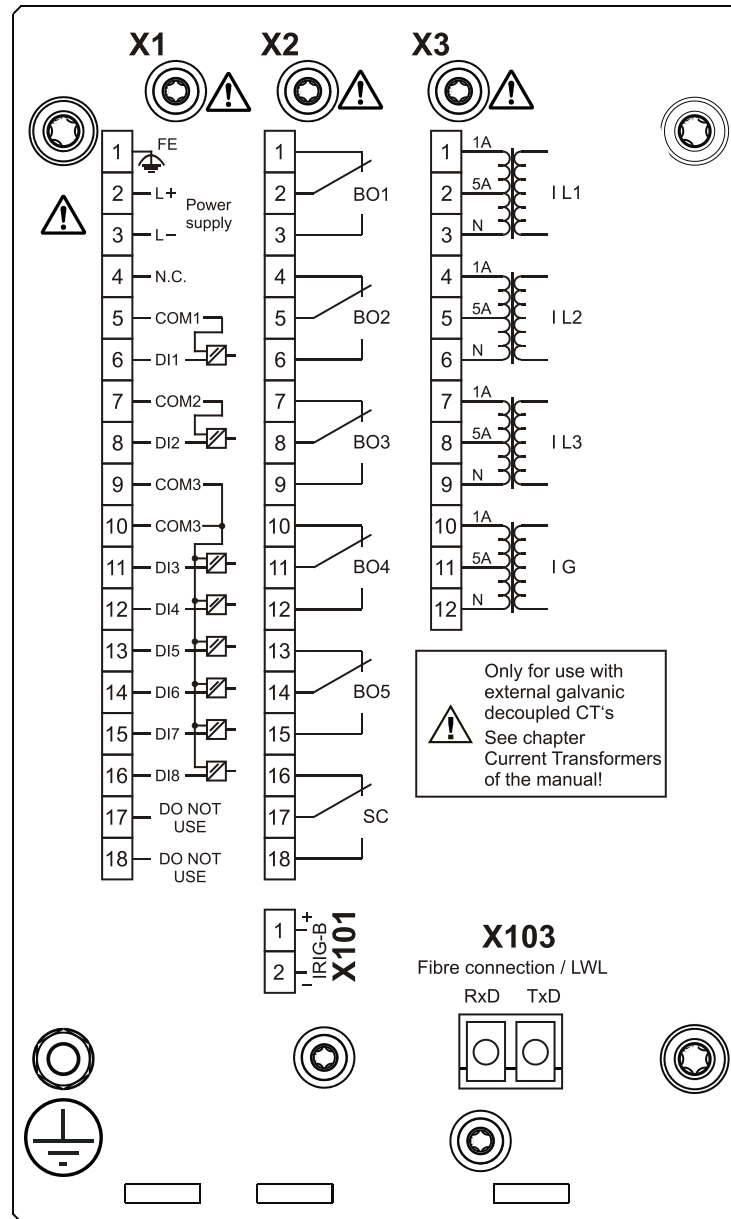 X1
X2
X3
1 FE
2 L+
3 L−
Power
supply
4 N.C.
5 COM1
6 DI1
7 COM2
8 DI2
9 COM3
10 COM3
11 DI3
12 DI4
13 DI5
14 DI6
15 DI7
16 DI8
17 DO NOT
USE
18 DO NOT
USE
1
2 BO1
3
4
5 BO2
6
7
8 BO3
9
10
11 BO4
12
13
14 BO5
15
16
17 SC
18
1 1A
2 5A I L1
3 N
4 1A
5 5A I L2
6 N
7 1A
8 5A I L3
9 N
10 1A
11 5A I G
12 N
Only for use with
external galvanic
decoupled CT‘s
See chapter
Current Transformers
of the manual!
1 +
2 −
IRIG-B
X101
X103
Fibre connection / LWL
RxD TxD